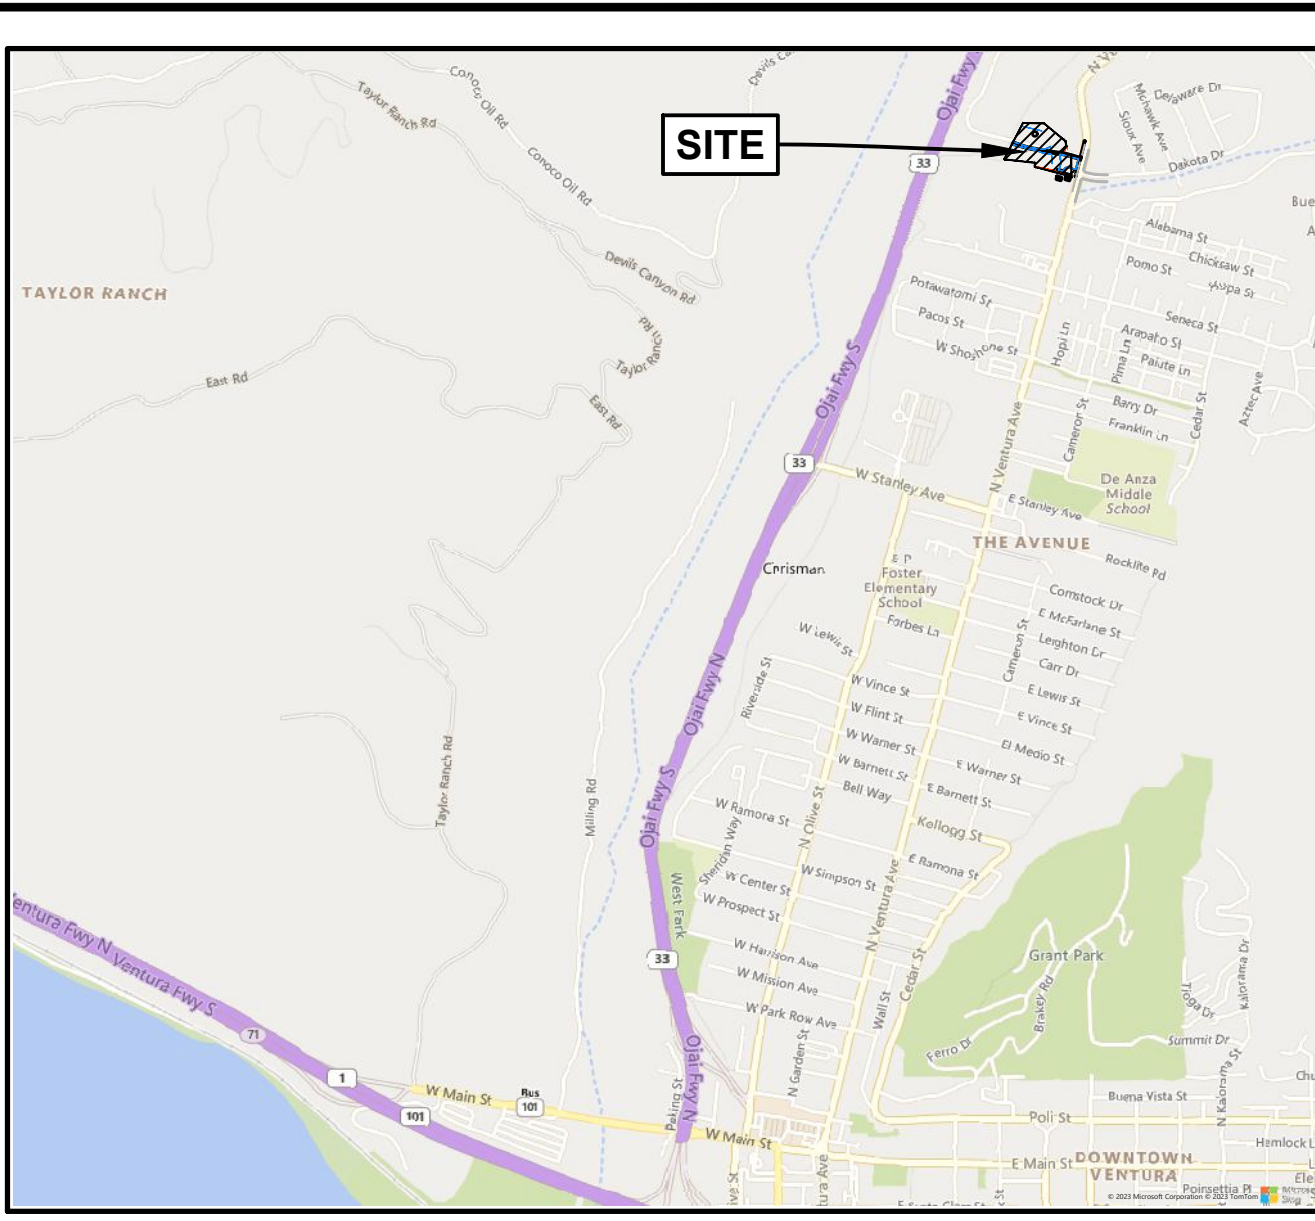 SITE
TAYLOR RANCH
Conoco Oil Rd
Taylor Ranch Rd
Conoco Oil Rd
Devils Canyon Rd
Taylor Ranch Rd
East Rd
East Rd
Taylor Ranch Rd
Milling Rd
Ojai Fwy
33
Ojai Fwy S
33
Ojai Fwy N
Ojai Fwy S
33
Ojai Fwy N
Delaware Dr
Mohawk Ave
Sioux Ave
Dakota Dr
Alabama St
Chicksaw St
Pomo St
Seneca St
Potawatomi St
Pacos St
W Shoshone St
Hopi Ln
Arapaho St
Pima Ln
Paiute Ln
Barry Dr
Franklin Ln
Cameron St
Cedar St
Aztec Ave
N Ventura Ave
De Anza
Middle
School
W Stanley Ave
E Stanley Ave
THE AVENUE
Rocklite Rd
Chrisman
E P
Foster
Elementary
School
Forbes Ln
Comstock Dr
E McFarlane St
Leighton Dr
Carr Dr
Cameron St
E Lewis St
E Vince St
El Medio St
E Warner St
E Barnett St
Kellogg St
E Ramona St
W Lewis St
Riverside St
W Vince St
W Flint St
W Warner St
W Barnett St
Bell Way
W Ramona St
N Olive St
Sheridan Way
W Center St
W Simpson St
W Prospect St
West Park
N Ventura Ave
W Harrison Ave
W Mission Ave
W Park Row Ave
Wall St
Cedar St
N Garden St
Grant Park
Brakey Rd
Ferro Dr
Tioga Dr
Kalorama Dr
Summit Dr
N Kalorama St
Buena Vista St
Poli St
Hemlock L
E Main St
DOWNTOWN
VENTURA
Poinsettia Pl
entura Fwy N
Ventura Fwy S
71
1
101
W Main St
Bus
101
Peking St
W Main St
© 2023 Microsoft Corporation © 2023 TomTom